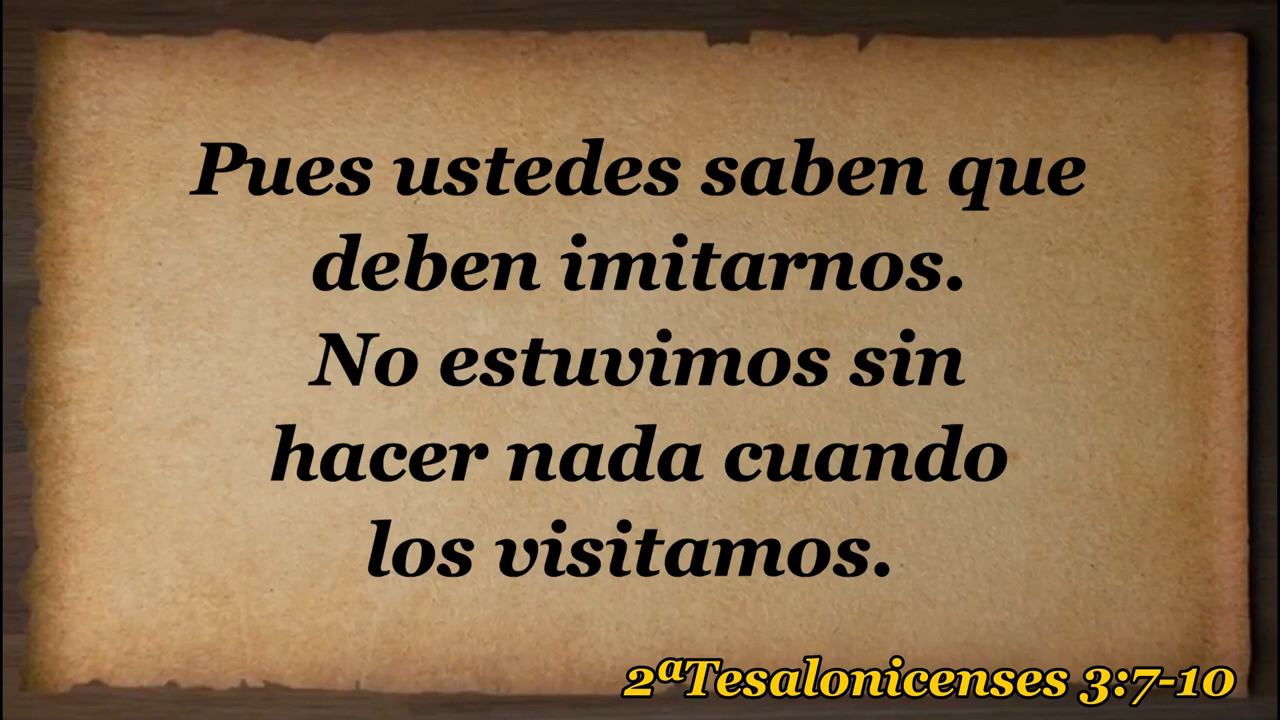 Pues ustedes saben que
deben imitarnos.
No estuvimos sin
hacer nada cuando
los visitamos.
2ªTesalonicenses 3:7-10